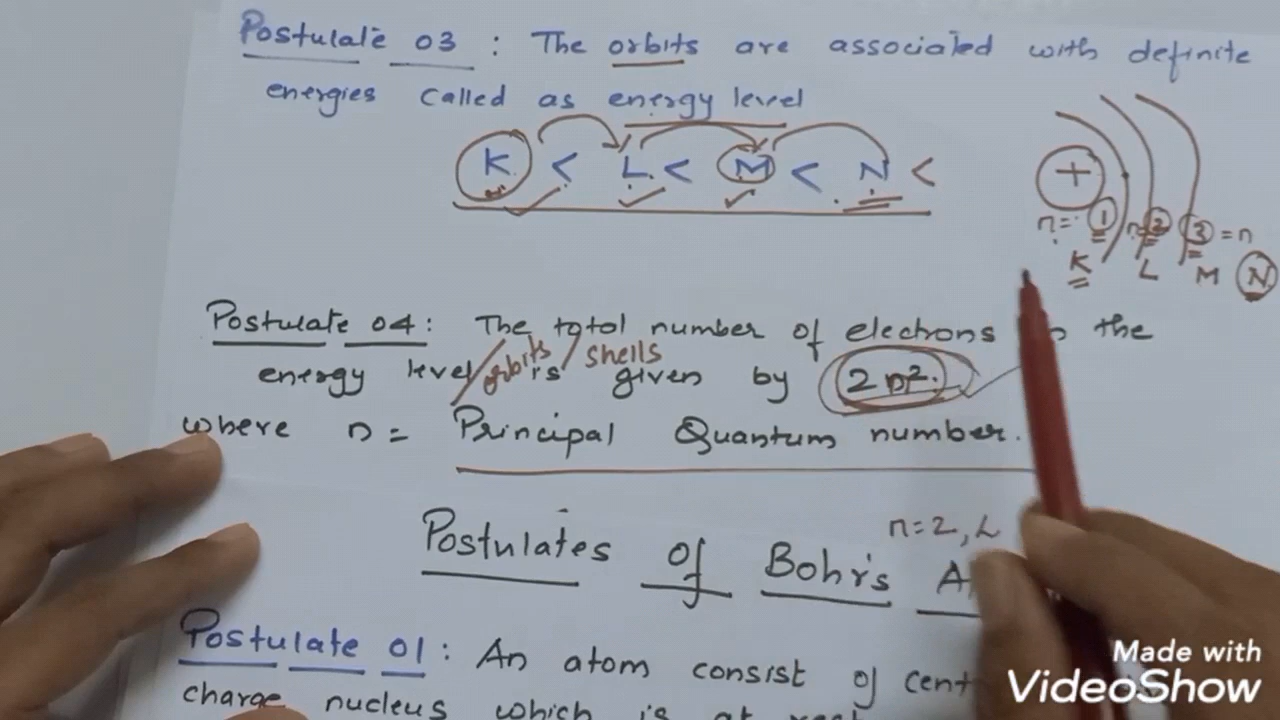 Postulate 03 : The orbits are associated with definite
energies called as energy level
K < L < M < N <
+
n= 1 n=2 3 = n
K L M N
Postulate 04 : The total number of electrons the
orbits / shells
energy level is given by 2n².
where n = Principal Quantum number.
n=2, L
Postulates Of Bohr's
Postulate 01 : An atom consist of
charge nucleus which is at rest
Made with
VideoShow